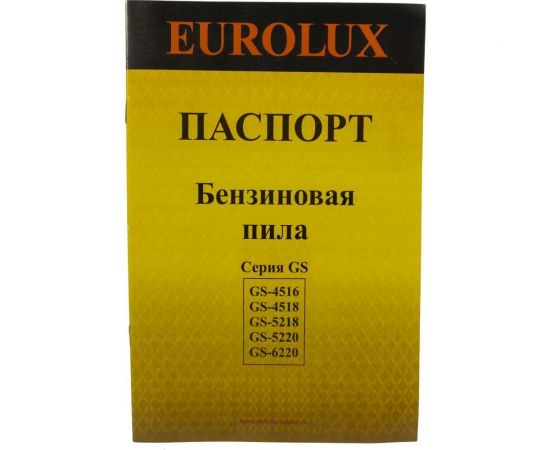 EUROLUX
ПАСПОРТ
Бензиновая
пила
Серия GS
GS-4516
GS-4518
GS-5218
GS-5220
GS-6220